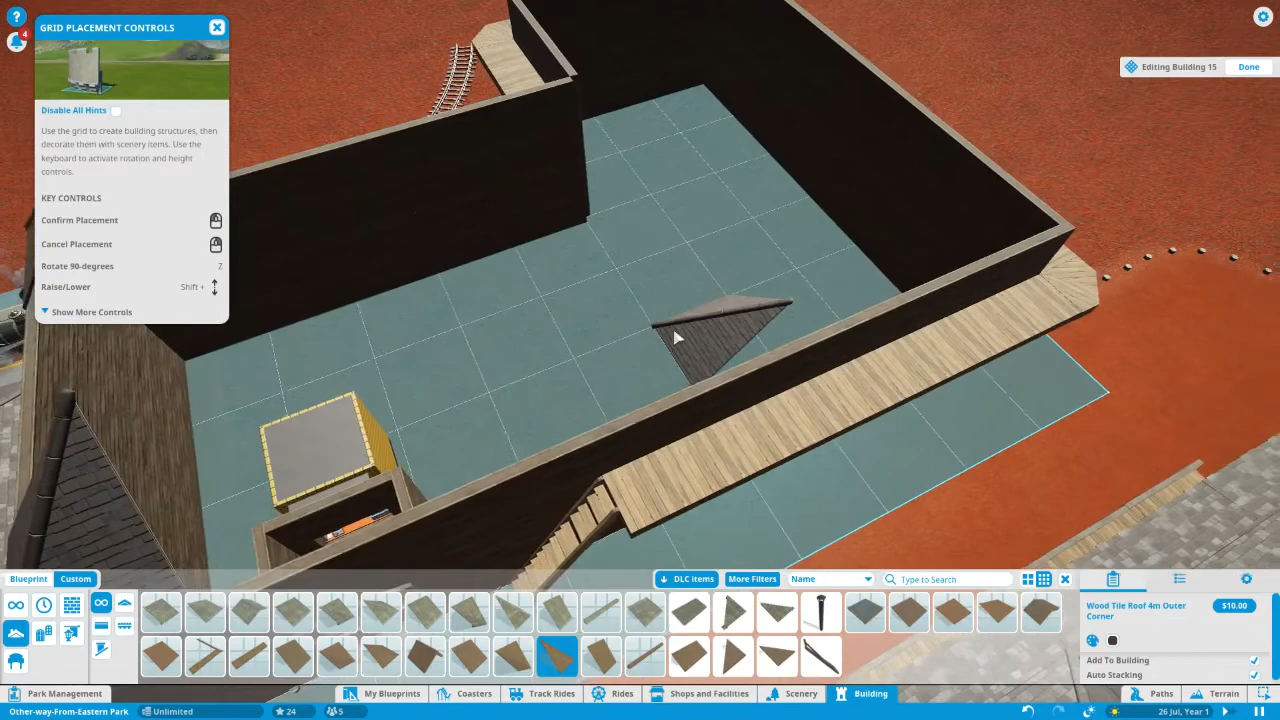 ?
4
GRID PLACEMENT CONTROLS
Disable All Hints
Use the grid to create building structures, then
decorate them with scenery items. Use the
keyboard to activate rotation and height
controls.
KEY CONTROLS
Confirm Placement
Cancel Placement
Rotate 90-degrees Z
Raise/Lower Shift +
Show More Controls
Editing Building 15 Done
Blueprint Custom
DLC items More Filters Name Type to Search
Wood Tile Roof 4m Outer
Corner
$10.00
Add To Building
Auto Stacking
Park Management My Blueprints Coasters Track Rides Rides Shops and Facilities Scenery Building Paths Terrain
Other-way-From-Eastern Park Unlimited 24 5 26 Jul, Year 1